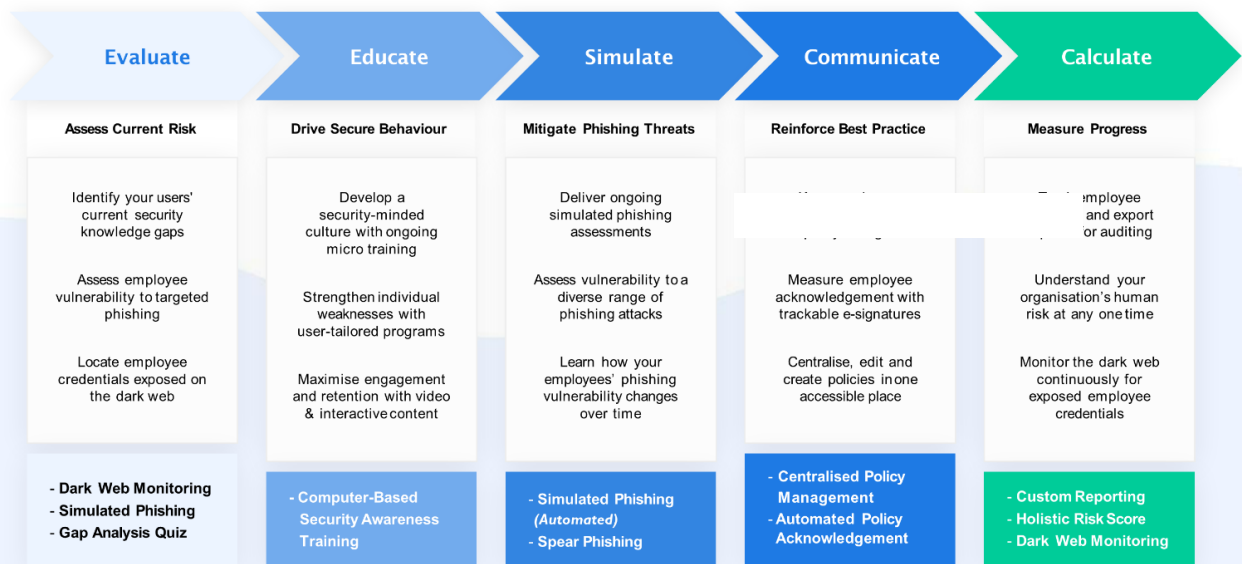 Evaluate
Educate
Simulate
Communicate
Calculate
Assess Current Risk
Drive Secure Behaviour
Mitigate Phishing Threats
Reinforce Best Practice
Measure Progress
Identify your users'
current security
knowledge gaps
Assess employee
vulnerability to targeted
phishing
Locate employee
credentials exposed on
the dark web
- Dark Web Monitoring
- Simulated Phishing
- Gap Analysis Quiz
Develop a
security-minded
culture with ongoing
micro training
Strengthen individual
weaknesses with
user-tailored programs
Maximise engagement
and retention with video
& interactive content
- Computer-Based
Security Awareness
Training
Deliver ongoing
simulated phishing
assessments
Assess vulnerability to a
diverse range of
phishing attacks
Learn how your
employees' phishing
vulnerability changes
over time
- Simulated Phishing
(Automated)
- Spear Phishing
Measure employee
acknowledgement with
trackable e-signatures
Centralise, edit and
create policies in one
accessible place
- Centralised Policy
Management
- Automated Policy
Acknowledgement
employee
and export
for auditing
Understand your
organisation's human
risk at any one time
Monitor the dark web
continuously for
exposed employee
credentials
- Custom Reporting
- Holistic Risk Score
- Dark Web Monitoring